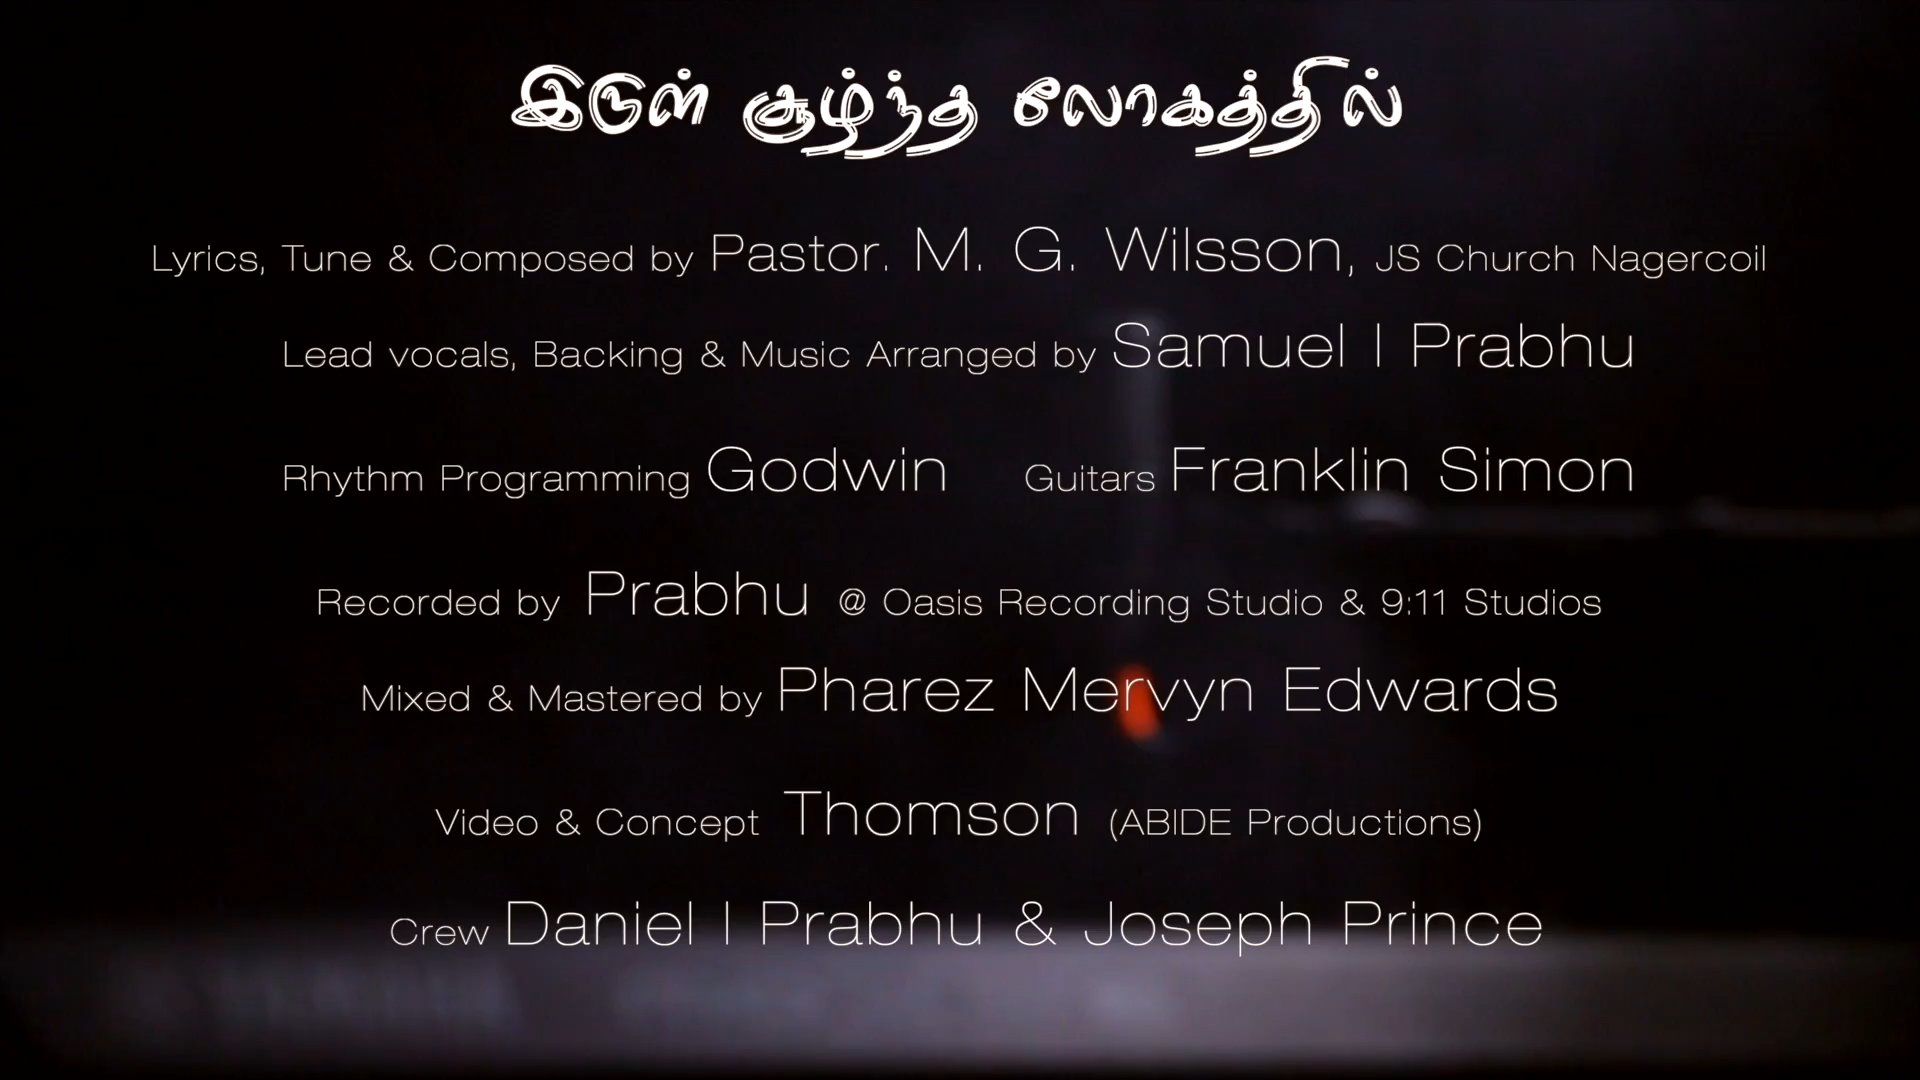 இருள் சூழ்ந்த லோகத்தில்
Lyrics, Tune & Composed by Pastor. M. G. Wilsson, JS Church Nagercoil
Lead vocals, Backing & Music Arranged by Samuel I Prabhu
Rhythm Programming Godwin Guitars Franklin Simon
Recorded by Prabhu @ Oasis Recording Studio & 9:11 Studios
Mixed & Mastered by Pharez Mervyn Edwards
Video & Concept Thomson (ABIDE Productions)
Crew Daniel I Prabhu & Joseph Prince